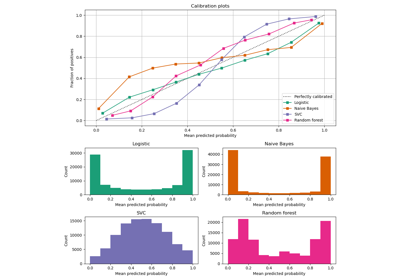 Calibration plots
1.0
0.8
0.6
0.4
0.2
0.0
Fraction of positives
Perfectly calibrated
Logistic
Naive Bayes
SVC
Random forest
0.0 0.2 0.4 0.6 0.8 1.0
Mean predicted probability
Logistic
30000
20000
10000
0
Count
0.0 0.2 0.4 0.6 0.8 1.0
Mean predicted probability
Naive Bayes
40000
20000
0
Count
0.0 0.2 0.4 0.6 0.8 1.0
Mean predicted probability
SVC
15000
10000
5000
0
Count
0.0 0.2 0.4 0.6 0.8 1.0
Mean predicted probability
Random forest
20000
15000
10000
5000
0
Count
0.0 0.2 0.4 0.6 0.8 1.0
Mean predicted probability